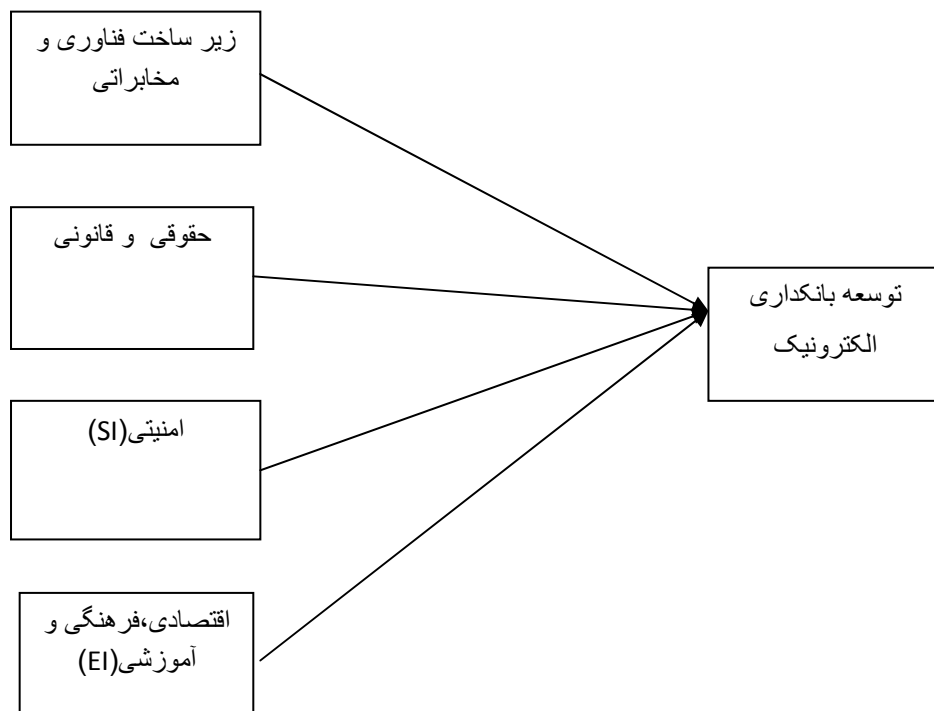 زیر ساخت فناوری و
مخابراتی
حقوقی و قانونی
توسعه بانکداری
الکترونیک
امنیتی(SI)
اقتصادی،فرهنگی و
آموزشی(EI)